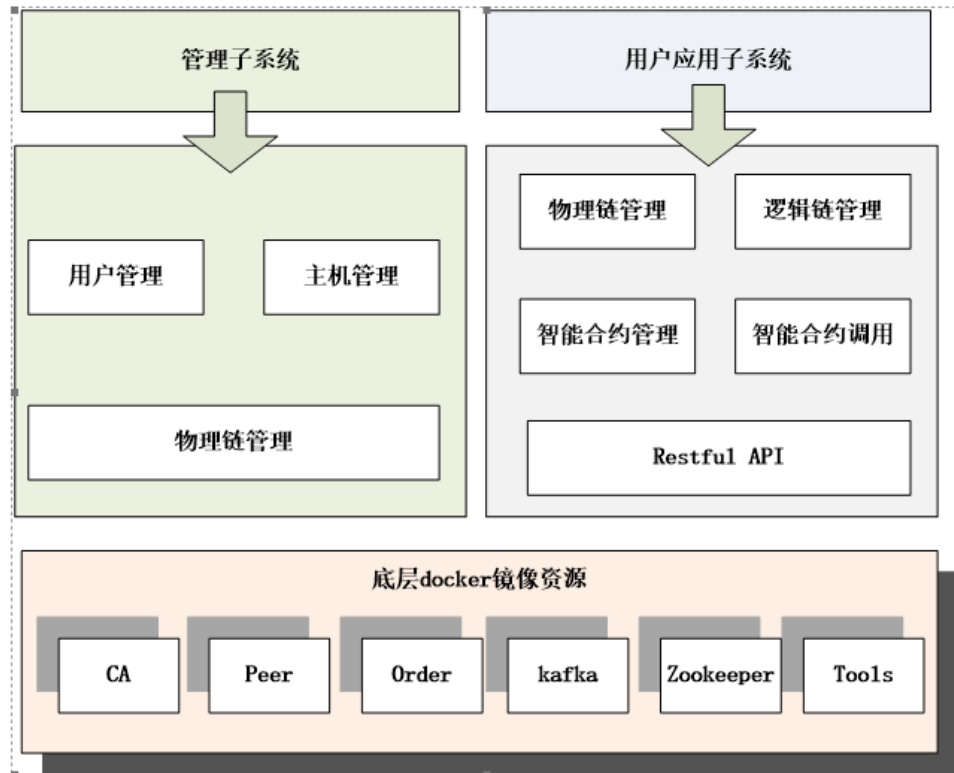 管理子系统
用户应用子系统
用户管理
主机管理
物理链管理
物理链管理
逻辑链管理
智能合约管理
智能合约调用
Restful API
底层docker镜像资源
CA
Peer
Order
kafka
Zookeeper
Tools